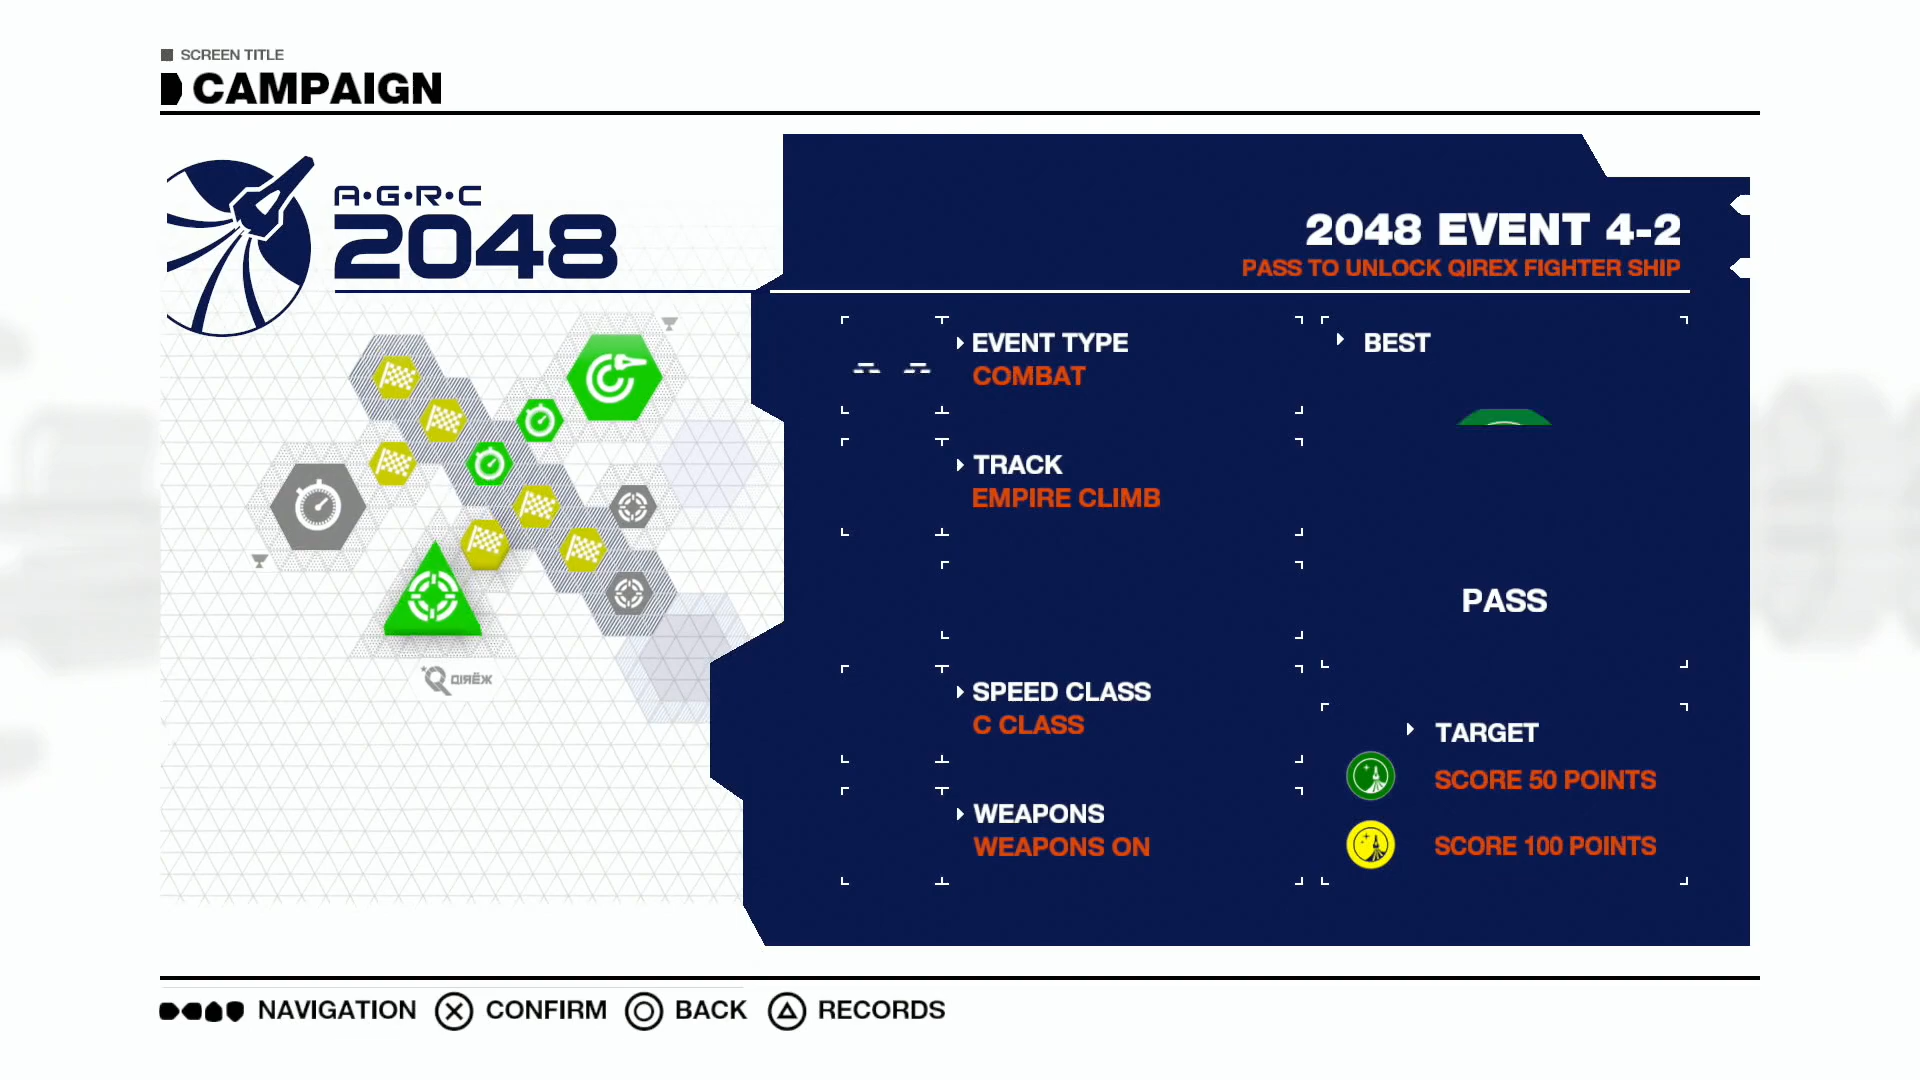 SCREEN TITLE
CAMPAIGN
A·G·R·C
2048
2048 EVENT 4-2
PASS TO UNLOCK QIREX FIGHTER SHIP
EVENT TYPE
COMBAT
TRACK
EMPIRE CLIMB
SPEED CLASS
C CLASS
WEAPONS
WEAPONS ON
BEST
PASS
TARGET
SCORE 50 POINTS
SCORE 100 POINTS
QIRËX
NAVIGATION CONFIRM BACK RECORDS